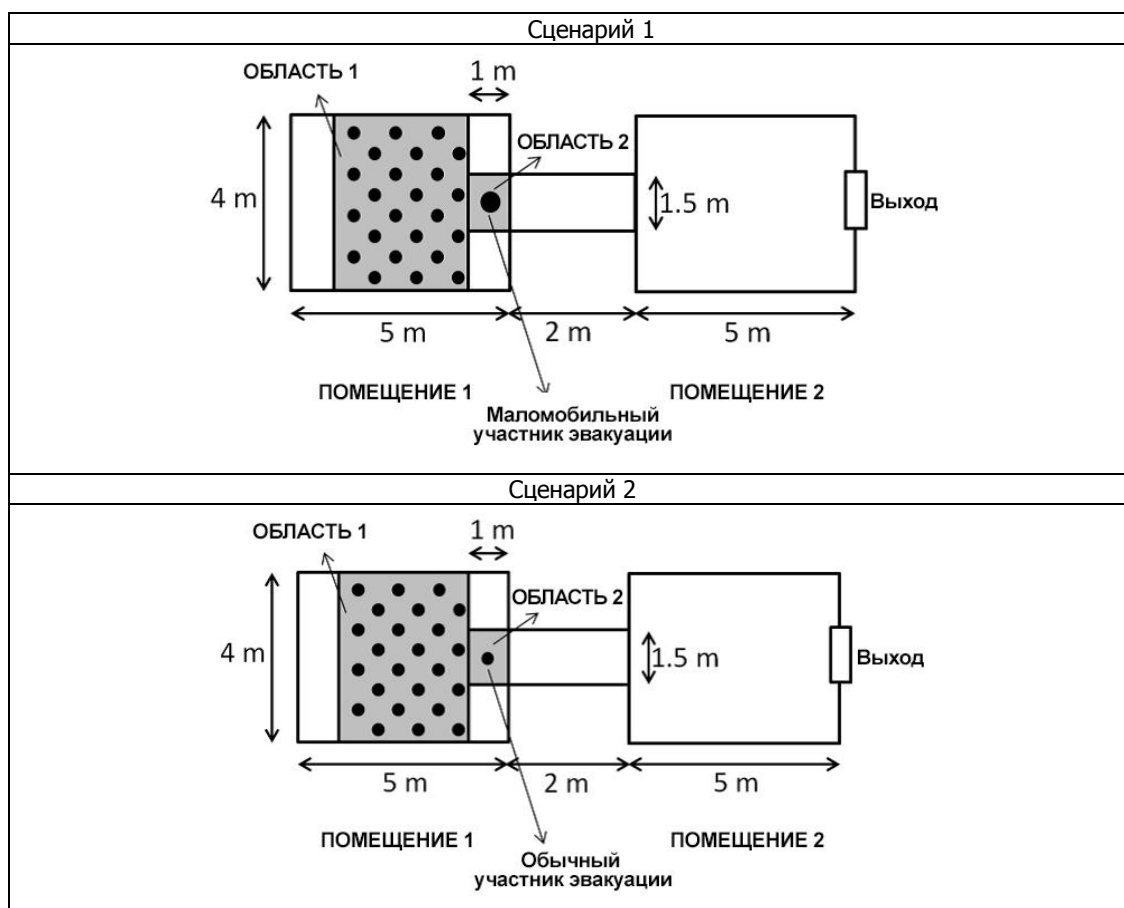 Сценарий 1
ОБЛАСТЬ 1
1 m
ОБЛАСТЬ 2
4 m
1.5 m
Выход
5 m
2 m
5 m
ПОМЕЩЕНИЕ 1
ПОМЕЩЕНИЕ 2
Маломобильный
участник эвакуации
Сценарий 2
ОБЛАСТЬ 1
1 m
ОБЛАСТЬ 2
4 m
1.5 m
Выход
5 m
2 m
5 m
ПОМЕЩЕНИЕ 1
ПОМЕЩЕНИЕ 2
Обычный
участник эвакуации